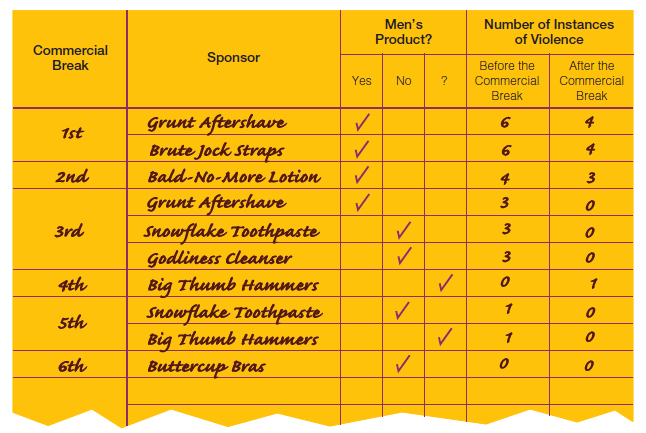 Commercial Break | Sponsor | Men's Product? | Number of Instances of Violence
Yes | No | ? | Before the Commercial Break | After the Commercial Break
1st | Grunt Aftershave | ✓ | | | 6 | 4
Brute Jock Straps | ✓ | | | 6 | 4
2nd | Bald-No-More Lotion | ✓ | | | 4 | 3
3rd | Grunt Aftershave | ✓ | | | 3 | 0
Snowflake Toothpaste | | ✓ | | 3 | 0
Godliness Cleanser | | ✓ | | 3 | 0
4th | Big Thumb Hammers | | | ✓ | 0 | 1
5th | Snowflake Toothpaste | | ✓ | | 1 | 0
Big Thumb Hammers | | | ✓ | 1 | 0
6th | Buttercup Bras | | ✓ | | 0 | 0